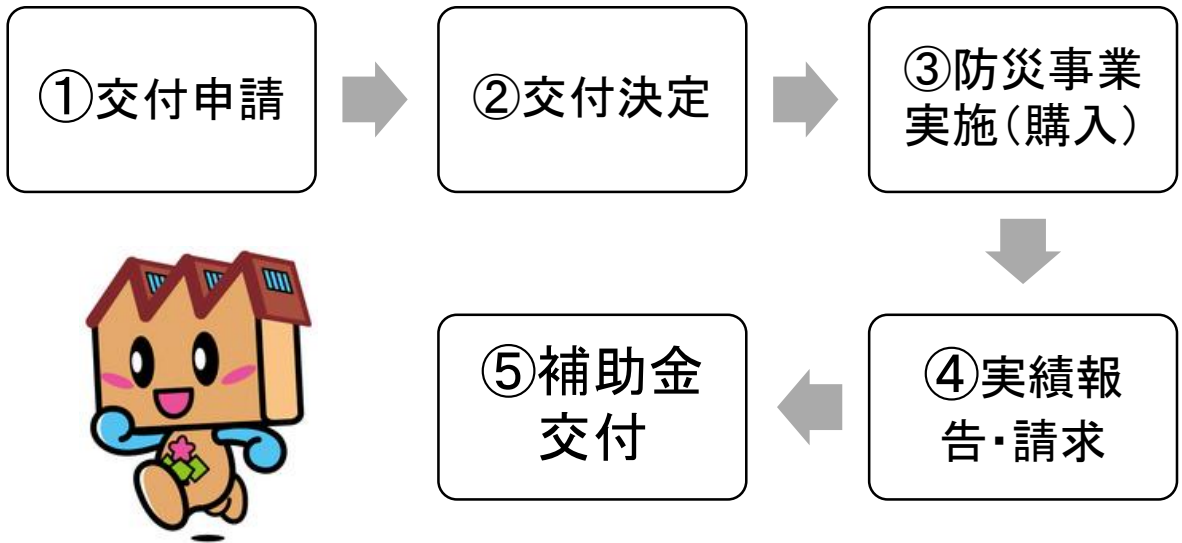 ①交付申請
②交付決定
③防災事業
実施(購入)
④実績報
告・請求
⑤補助金
交付